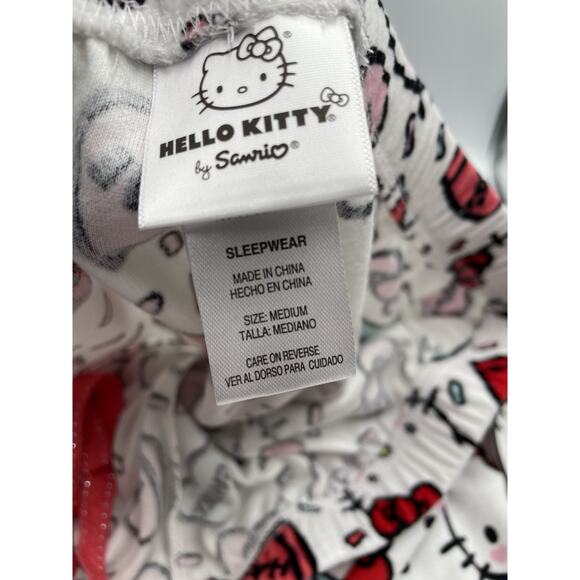 HELLO KITTY®
by Sanrio®
SLEEPWEAR
MADE IN CHINA
HECHO EN CHINA
SIZE: MEDIUM
TALLA: MEDIANO
CARE ON REVERSE
VER AL DORSO PARA CUIDADO